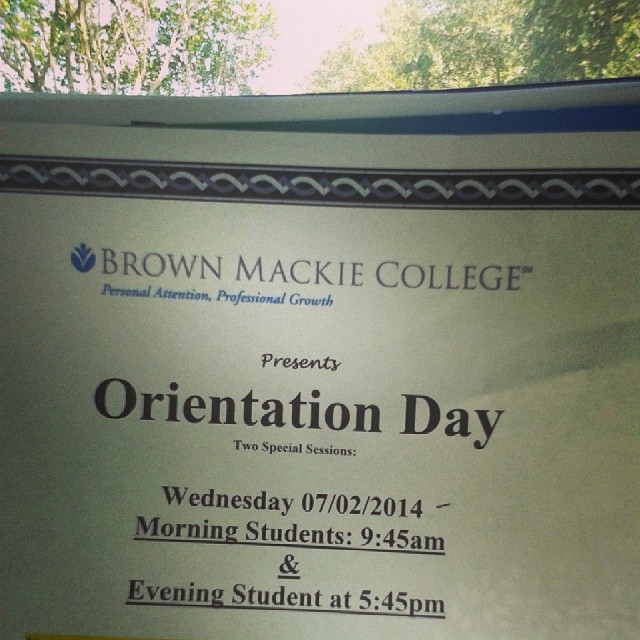 BROWN MACKIE COLLEGE℠
Personal Attention, Professional Growth
Presents
Orientation Day
Two Special Sessions:
Wednesday 07/02/2014 -
Morning Students: 9:45am
&
Evening Student at 5:45pm